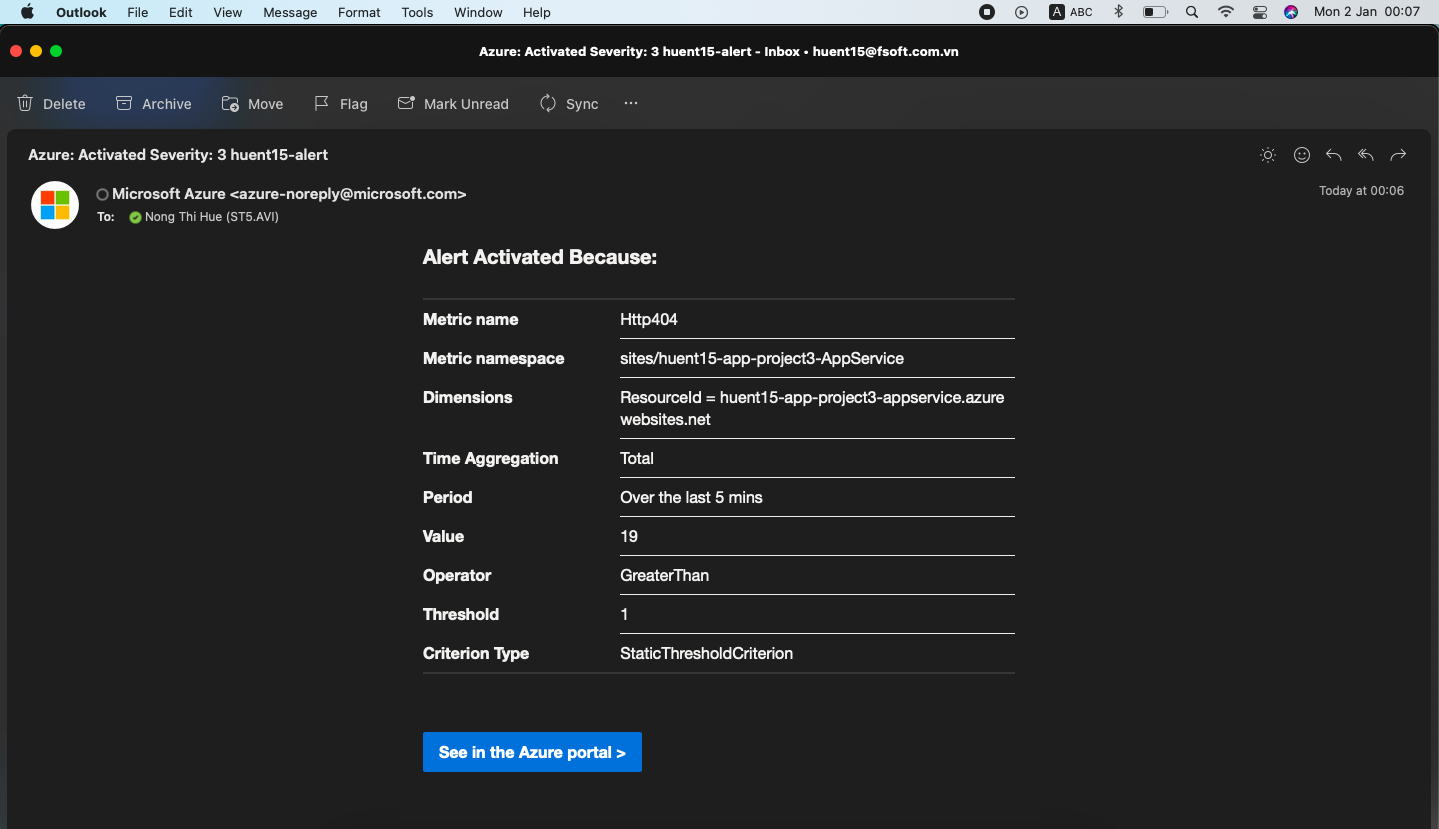 Outlook File Edit View Message Format Tools Window Help A ABC Mon 2 Jan 00:07
Azure: Activated Severity: 3 huent15-alert - Inbox • huent15@fsoft.com.vn
Delete Archive Move Flag Mark Unread Sync ...
Azure: Activated Severity: 3 huent15-alert
Microsoft Azure <azure-noreply@microsoft.com> Today at 00:06
To: Nong Thi Hue (ST5.AVI)
Alert Activated Because:
Metric name Http404
Metric namespace sites/huent15-app-project3-AppService
Dimensions ResourceId = huent15-app-project3-appservice.azure
websites.net
Time Aggregation Total
Period Over the last 5 mins
Value 19
Operator GreaterThan
Threshold 1
Criterion Type StaticThresholdCriterion
See in the Azure portal >